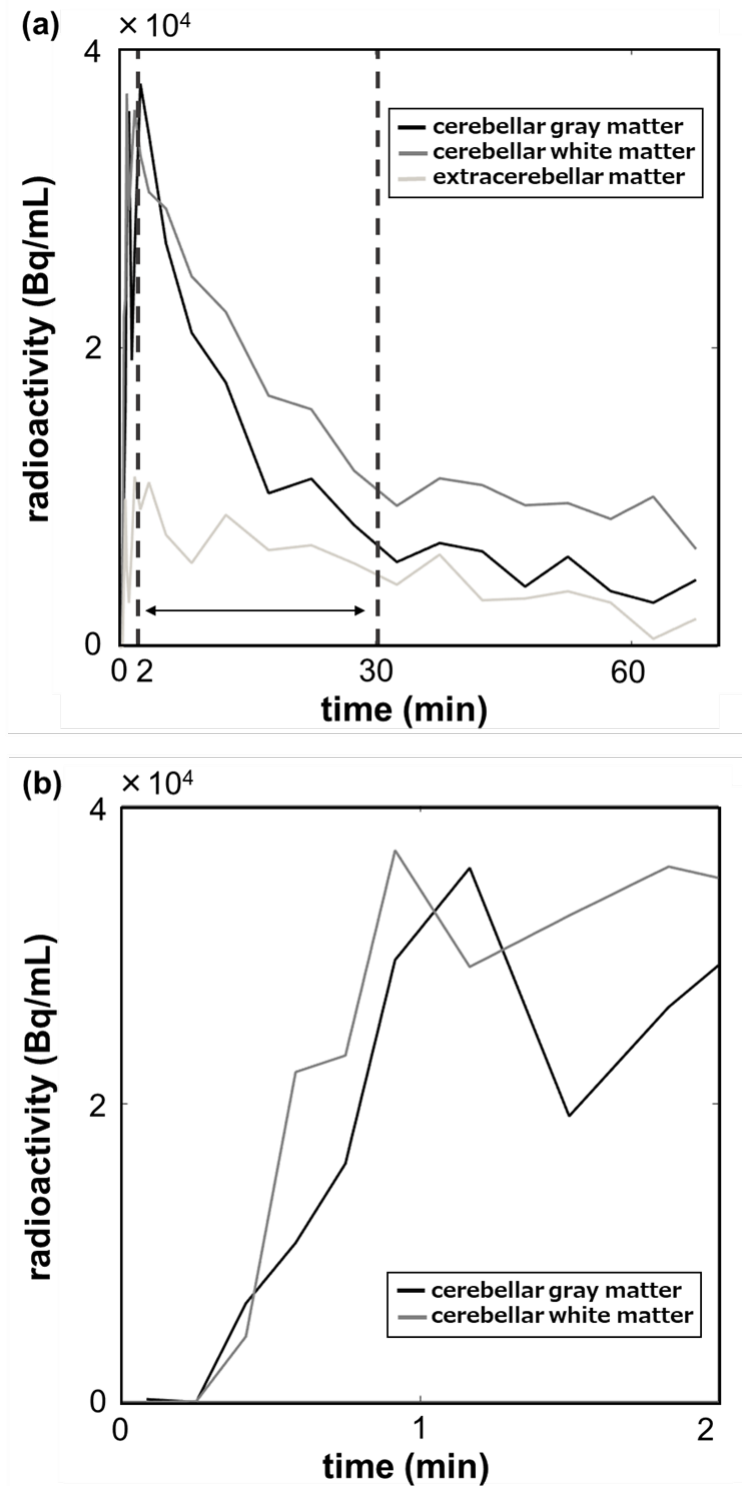 (a)
× 10⁴
4
cerebellar gray matter
cerebellar white matter
extracerebellar matter
radioactivity (Bq/mL)
2
0
0 2 30 60
time (min)
(b)
× 10⁴
4
radioactivity (Bq/mL)
2
cerebellar gray matter
cerebellar white matter
0
0 1 2
time (min)